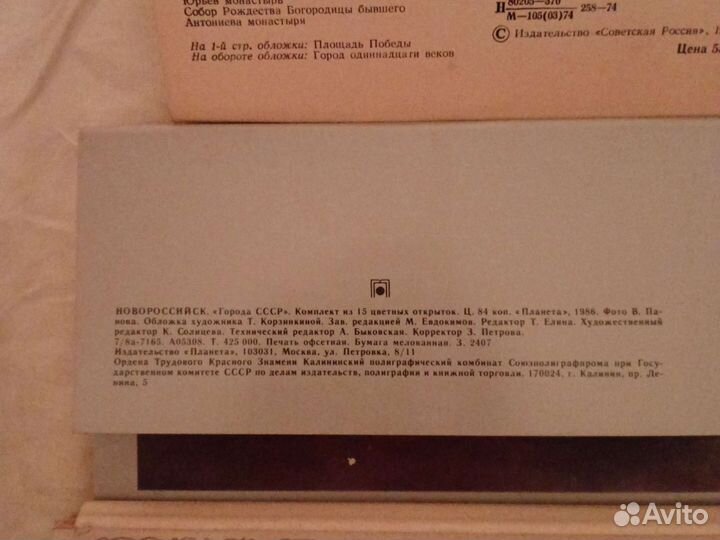 Юрьев монастырь
Собор Рождества Богородицы бывшего
Антониева монастыря
На 1-й стр. обложки: Площадь Победы
На обороте обложки: Город одиннадцати веков
Н 80205—376
М—105(03)74 258—74
© Издательство «Советская Россия», 1
Цена 5
НОВОРОССИЙСК. «Города СССР». Комплект из 15 цветных открыток. Ц. 84 коп. «Планета», 1986. Фото В. Па-
нова. Обложка художника Т. Корзинкиной. Зав. редакцией М. Евдокимов. Редактор Т. Елина. Художественный
редактор К. Солнцева. Технический редактор А. Быковская. Корректор З. Петрова.
7/8а-7165. А05308. Т. 425 000. Печать офсетная. Бумага мелованная. З. 2407
Издательство «Планета», 103031, Москва, ул. Петровка, 8/11
Ордена Трудового Красного Знамени Калининский полиграфический комбинат Союзполиграфпрома при Госу-
дарственном комитете СССР по делам издательств, полиграфии и книжной торговли. 170024, г. Калинин, пр. Ле-
нина, 5
Avito